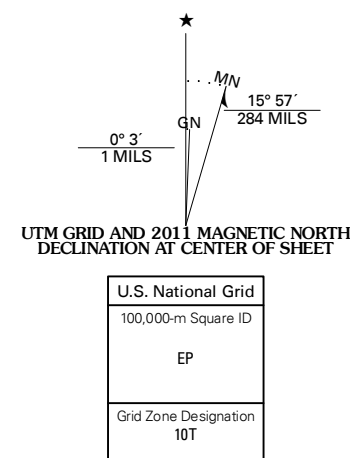 ★
MN
GN
15° 57´
284 MILS
0° 3´
1 MILS
UTM GRID AND 2011 MAGNETIC NORTH
DECLINATION AT CENTER OF SHEET
U.S. National Grid
100,000-m Square ID
EP
Grid Zone Designation
10T